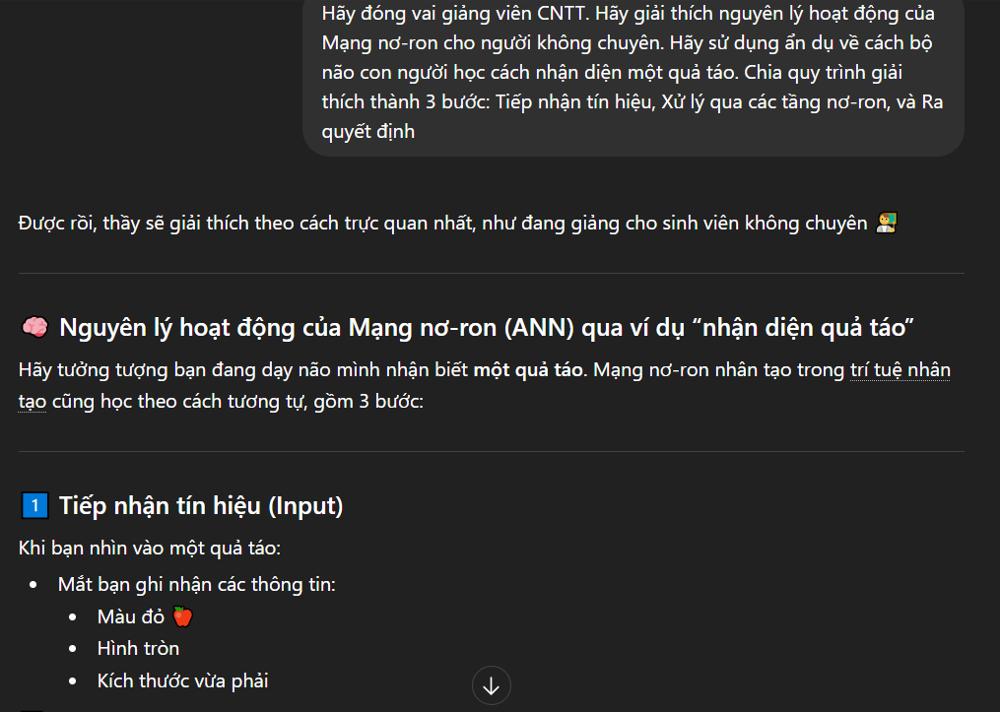 Hãy đóng vai giảng viên CNTT. Hãy giải thích nguyên lý hoạt động của
Mạng nơ-ron cho người không chuyên. Hãy sử dụng ẩn dụ về cách bộ
não con người học cách nhận diện một quả táo. Chia quy trình giải
thích thành 3 bước: Tiếp nhận tín hiệu, Xử lý qua các tầng nơ-ron, và Ra
quyết định
Được rồi, thầy sẽ giải thích theo cách trực quan nhất, như đang giảng cho sinh viên không chuyên 👨‍🏫
🧠 Nguyên lý hoạt động của Mạng nơ-ron (ANN) qua ví dụ “nhận diện quả táo”
Hãy tưởng tượng bạn đang dạy não mình nhận biết một quả táo. Mạng nơ-ron nhân tạo trong trí tuệ nhân
tạo cũng học theo cách tương tự, gồm 3 bước:
1 Tiếp nhận tín hiệu (Input)
Khi bạn nhìn vào một quả táo:
• Mắt bạn ghi nhận các thông tin:
• Màu đỏ 🍎
• Hình tròn
• Kích thước vừa phải